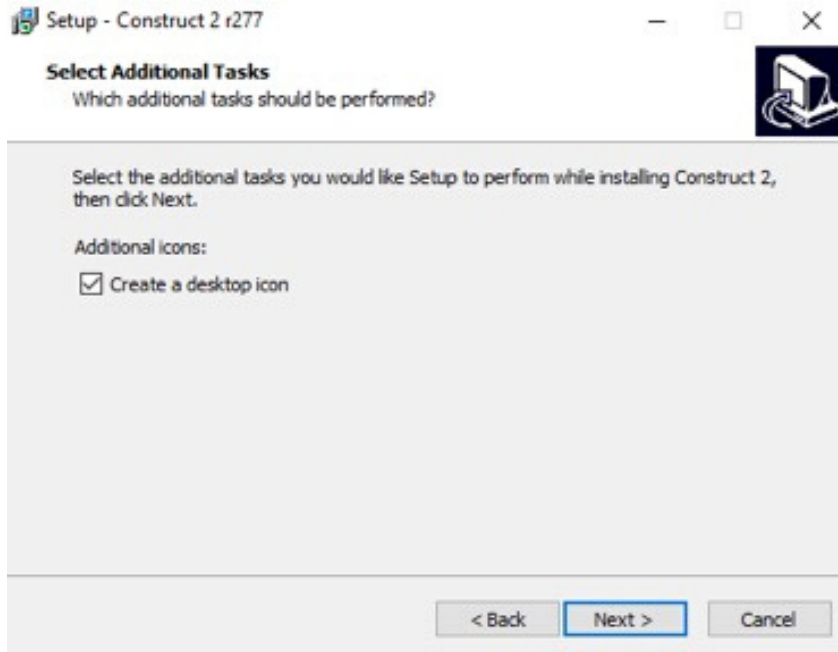 Setup - Construct 2 r277
Select Additional Tasks
Which additional tasks should be performed?
Select the additional tasks you would like Setup to perform while installing Construct 2,
then click Next.
Additional icons:
Create a desktop icon
< Back
Next >
Cancel